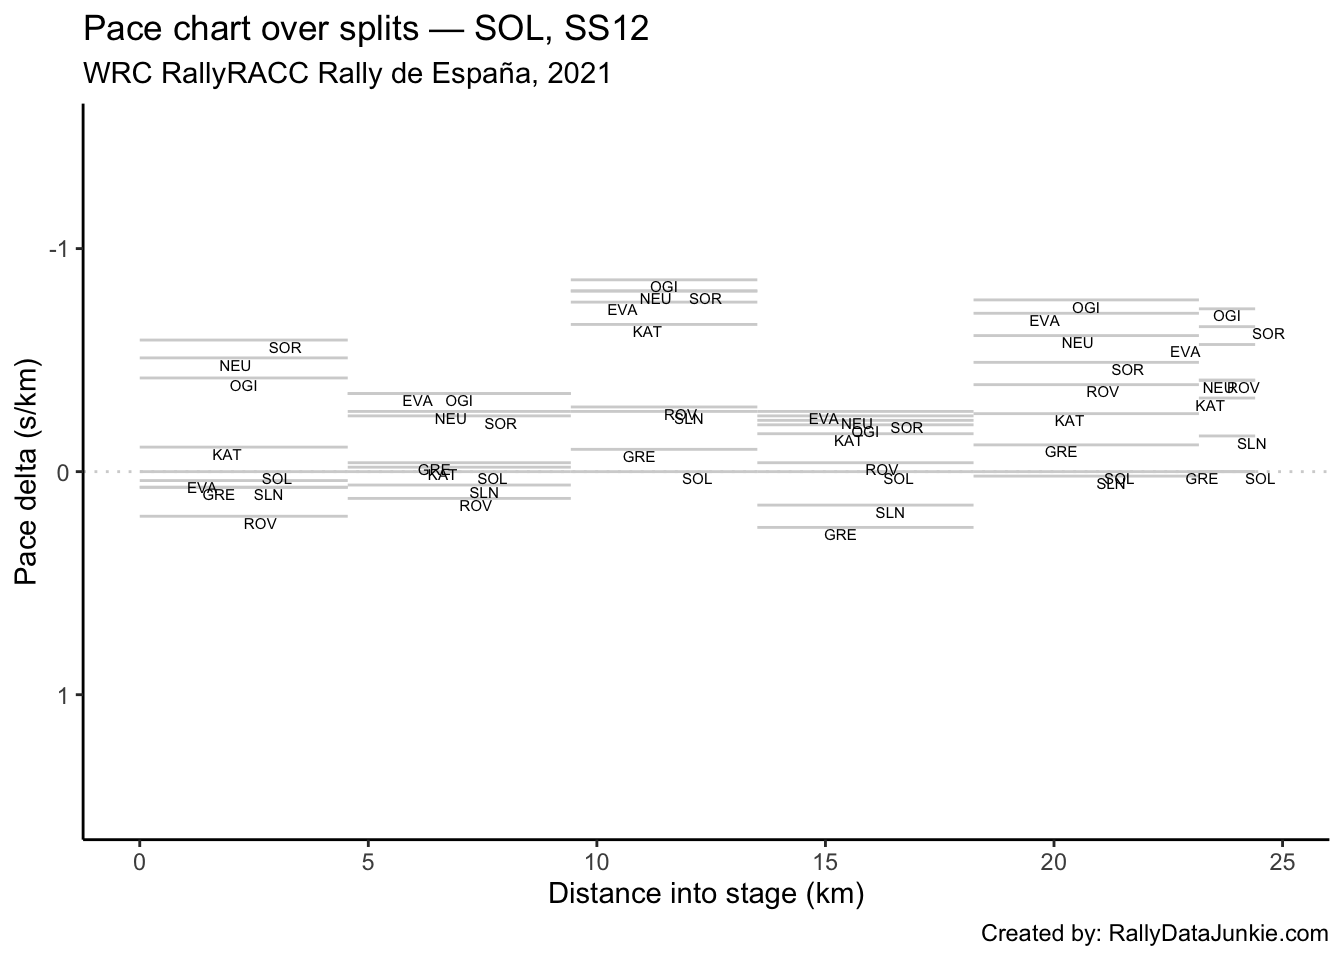 Pace chart over splits — SOL, SS12
WRC RallyRACC Rally de España, 2021
Pace delta (s/km)
-1
0
1
SOR
NEU
OGI
KAT
SOL
EVA
GRE SLN
ROV
EVA OGI
NEU
SOR
GRE
KAT
SOL
SLN
ROV
OGI
NEU SOR
EVA
KAT
ROV
SLN
GRE
SOL
EVA
NEU
OGI SOR
KAT
ROV
SOL
SLN
GRE
OGI
EVA
NEU
SOR
ROV
KAT
GRE
SOL
SLN
OGI
SOR
EVA
NEU ROV
KAT
SLN
GRE SOL
0 5 10 15 20 25
Distance into stage (km)
Created by: RallyDataJunkie.com